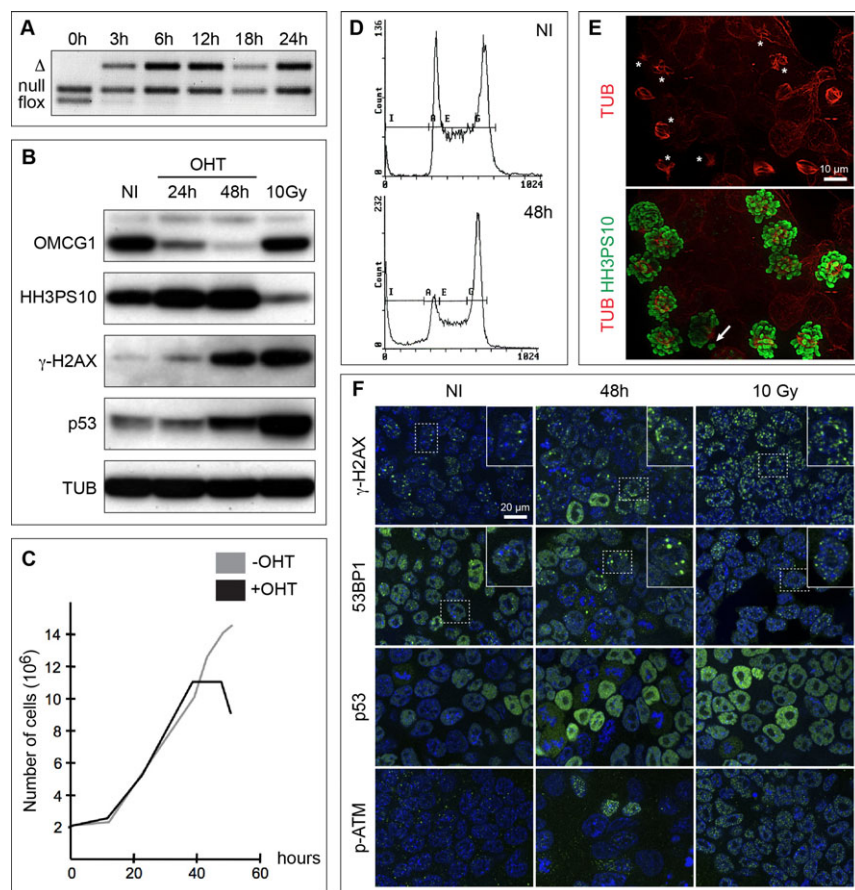 A
0h 3h 6h 12h 18h 24h
Δ
null
flox
B
OHT
NI 24h 48h 10Gy
OMCG1
HH3PS10
γ-H2AX
p53
TUB
C
-OHT
+OHT
Number of cells (10⁶)
14
12
10
8
6
4
2
0 20 40 60 hours
D
NI
136
Count
I A E G
0
0 1024
48h
232
Count
I A E G
0
0 1024
E
TUB
* * * * * * *
10 µm
TUB HH3PS10
F
NI 48h 10 Gy
γ-H2AX
20 µm
53BP1
p53
p-ATM